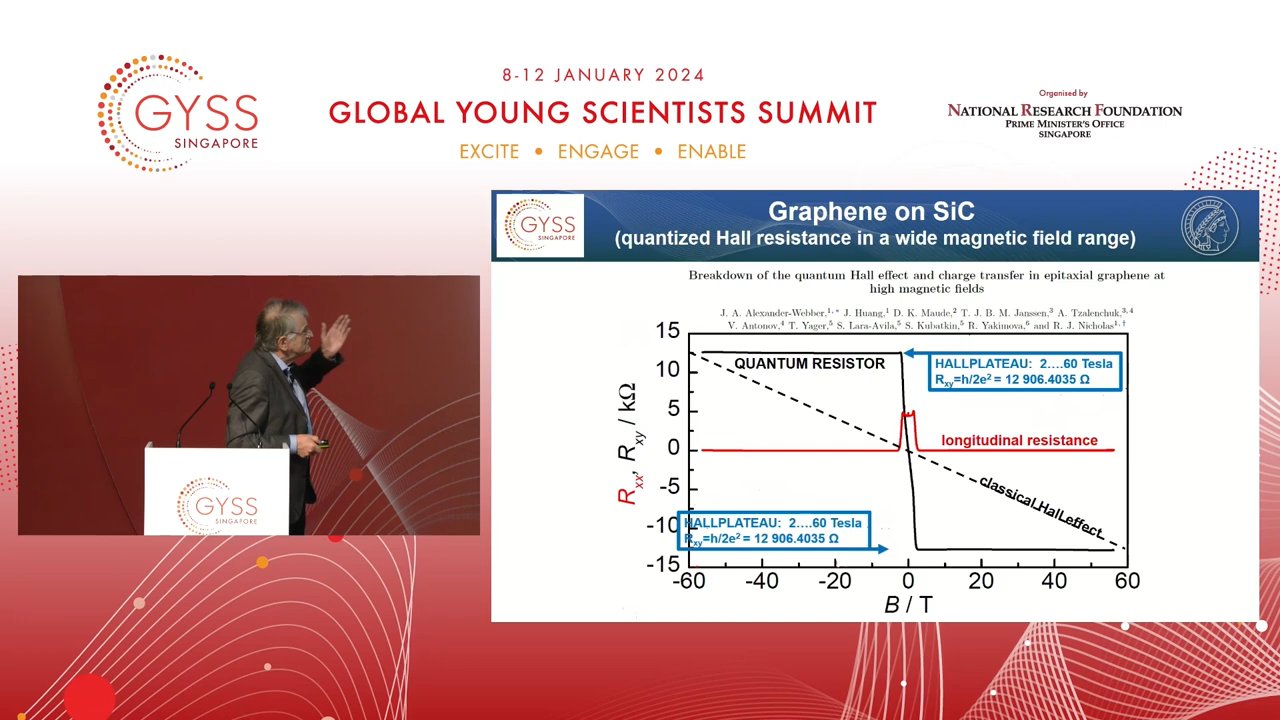 GYSS
SINGAPORE
8-12 JANUARY 2024
GLOBAL YOUNG SCIENTISTS SUMMIT
EXCITE • ENGAGE • ENABLE
Organised by
NATIONAL RESEARCH FOUNDATION
PRIME MINISTER'S OFFICE
SINGAPORE
GYSS
SINGAPORE
Graphene on SiC
(quantized Hall resistance in a wide magnetic field range)
Breakdown of the quantum Hall effect and charge transfer in epitaxial graphene at
high magnetic fields
J. A. Alexander-Webber,1, * J. Huang,1 D. K. Maude,2 T. J. B. M. Janssen,3 A. Tzalenchuk,3,4
V. Antonov,4 T. Yager,5 S. Lara-Avila,5 S. Kubatkin,5 R. Yakimova,6 and R. J. Nicholas1, †
15
10
5
0
-5
-10
-15
Rxx, Rxy / kΩ
QUANTUM RESISTOR
HALLPLATEAU: 2....60 Tesla
Rxy=h/2e² = 12 906.4035 Ω
longitudinal resistance
classical Hall effect
HALLPLATEAU: 2....60 Tesla
Rxy=h/2e² = 12 906.4035 Ω
-60 -40 -20 0 20 40 60
B / T
GYSS
SINGAPORE